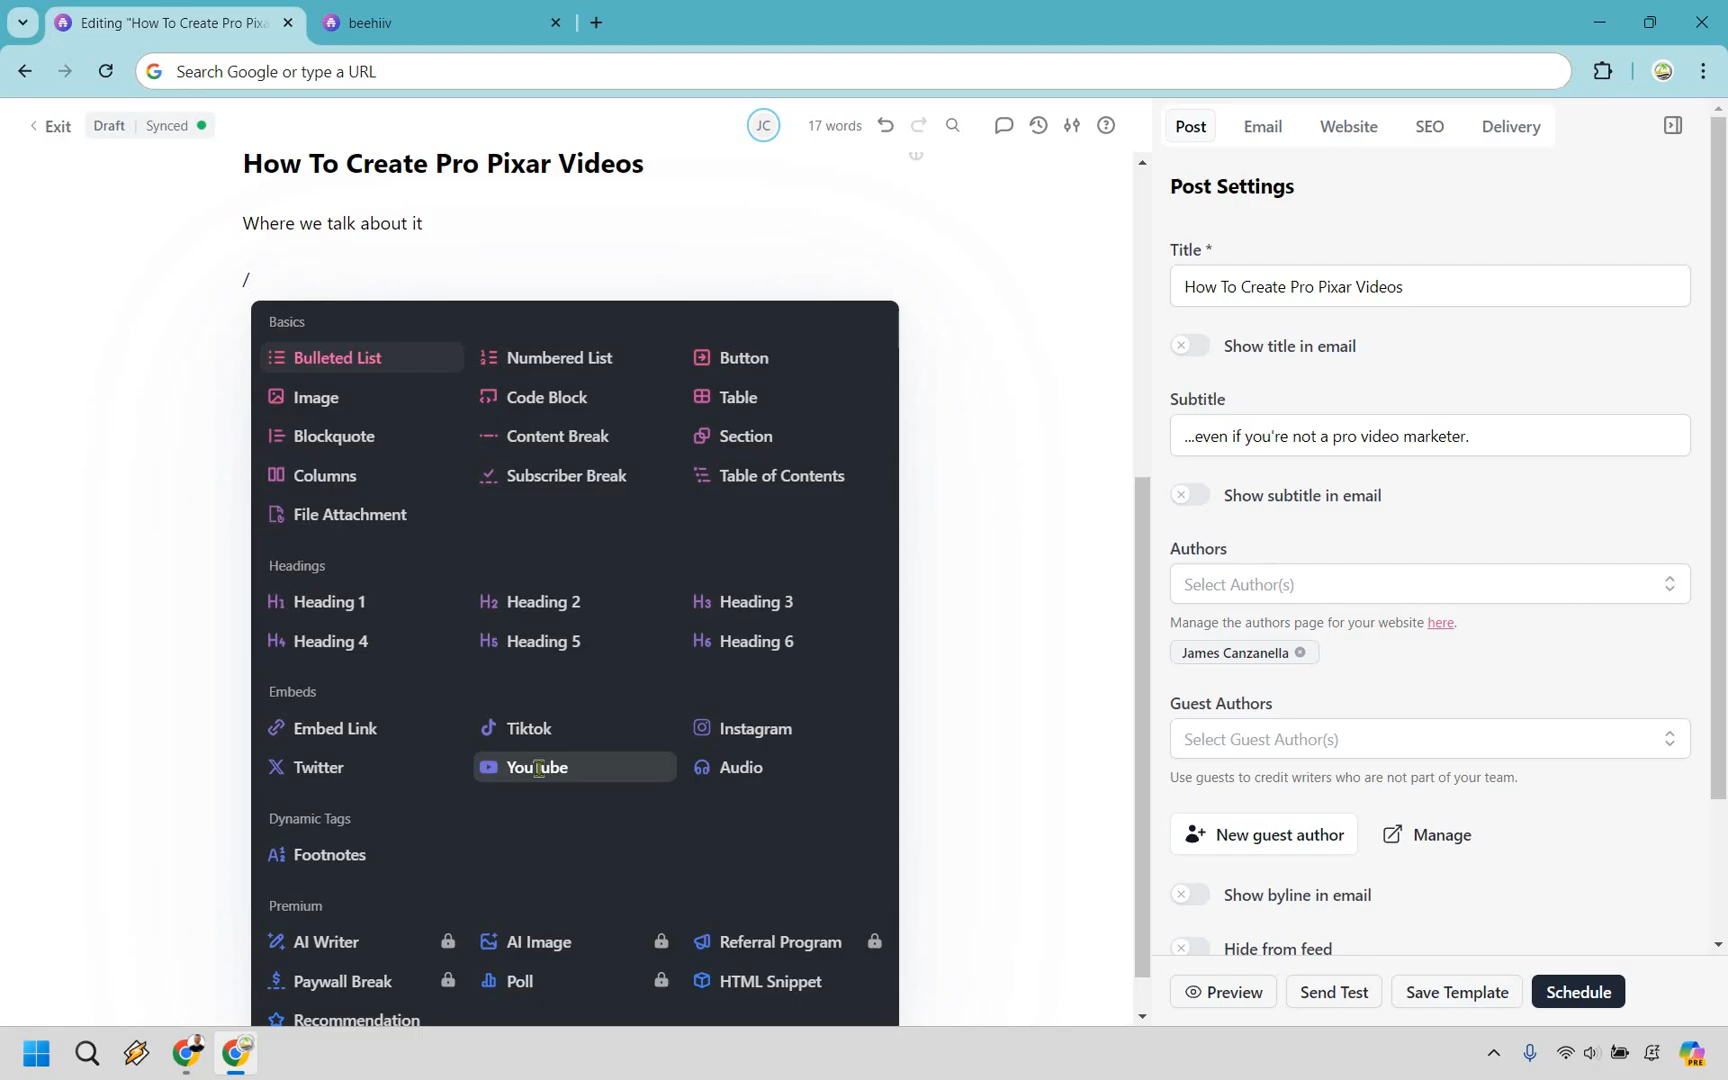 Editing "How To Create Pro Pixa
beehiiv
Search Google or type a URL
Exit
Draft
Synced
JC
17 words
How To Create Pro Pixar Videos
Where we talk about it
/
Basics
Bulleted List
Numbered List
Button
Image
Code Block
Table
Blockquote
Content Break
Section
Columns
Subscriber Break
Table of Contents
File Attachment
Headings
H1 Heading 1
H2 Heading 2
H3 Heading 3
H4 Heading 4
H5 Heading 5
H6 Heading 6
Embeds
Embed Link
Tiktok
Instagram
Twitter
YouTube
Audio
Dynamic Tags
Footnotes
Premium
AI Writer
AI Image
Referral Program
Paywall Break
Poll
HTML Snippet
Recommendation
Post
Email
Website
SEO
Delivery
Post Settings
Title *
How To Create Pro Pixar Videos
Show title in email
Subtitle
...even if you're not a pro video marketer.
Show subtitle in email
Authors
Select Author(s)
Manage the authors page for your website here.
James Canzanella
Guest Authors
Select Guest Author(s)
Use guests to credit writers who are not part of your team.
New guest author
Manage
Show byline in email
Hide from feed
Preview
Send Test
Save Template
Schedule
PRE